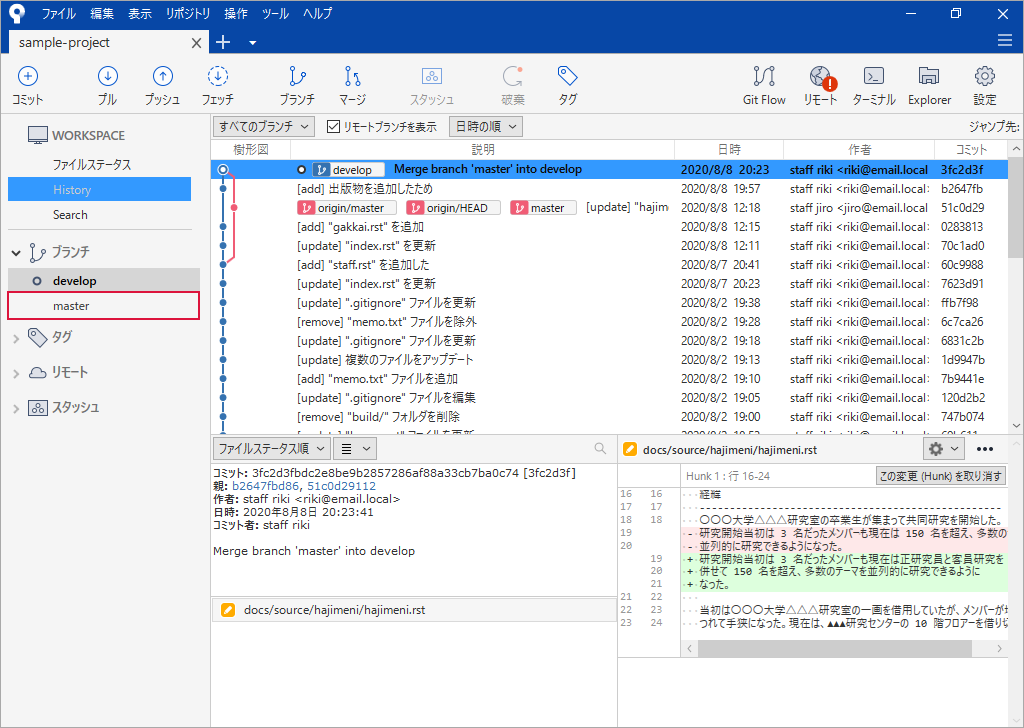 ファイル 編集 表示 リポジトリ 操作 ツール ヘルプ
sample-project
コミット プル プッシュ フェッチ ブランチ マージ スタッシュ 破棄 タグ Git Flow リモート ターミナル Explorer 設定
WORKSPACE
ファイルステータス
History
Search
ブランチ
develop
master
タグ
リモート
スタッシュ
すべてのブランチ リモートブランチを表示 日時の順 ジャンプ先:
樹形図 説明 日時 作者 コミット
develop Merge branch 'master' into develop 2020/8/8 20:23 staff riki <riki@email.local 3fc2d3f
[add] 出版物を追加したため 2020/8/8 19:57 staff riki <riki@email.local> b2647fb
origin/master origin/HEAD master [update] "hajim 2020/8/8 12:18 staff jiro <jiro@email.local 51c0d29
[add] "gakkai.rst" を追加 2020/8/8 12:15 staff riki <riki@email.local> 0283813
[update] "index.rst" を更新 2020/8/8 12:11 staff riki <riki@email.local> 70c1ad0
[add] "staff.rst" を追加した 2020/8/7 20:41 staff riki <riki@email.local> 60c9988
[update] "index.rst" を更新 2020/8/7 20:23 staff riki <riki@email.local> 7623d91
[update] ".gitignore" ファイルを更新 2020/8/2 19:38 staff riki <riki@email.local> ffb7f98
[remove] "memo.txt" ファイルを除外 2020/8/2 19:28 staff riki <riki@email.local> 6c7ca26
[update] ".gitignore" ファイルを更新 2020/8/2 19:18 staff riki <riki@email.local> 6831c2b
[update] 複数のファイルをアップデート 2020/8/2 19:13 staff riki <riki@email.local> 1d9947b
[add] "memo.txt" ファイルを追加 2020/8/2 19:10 staff riki <riki@email.local> 7b9441e
[update] ".gitignore" ファイルを編集 2020/8/2 19:05 staff riki <riki@email.local> 120d2b2
[remove] "build/" フォルダを削除 2020/8/2 19:00 staff riki <riki@email.local> 747b074
ファイルステータス順
コミット: 3fc2d3fbdc2e8be9b2857286af88a33cb7ba0c74 [3fc2d3f]
親: b2647fbd86, 51c0d29112
作者: staff riki <riki@email.local>
日時: 2020年8月8日 20:23:41
コミット者: staff riki
Merge branch 'master' into develop
docs/source/hajimeni/hajimeni.rst
docs/source/hajimeni/hajimeni.rst
Hunk 1 : 行 16-24 この変更 (Hunk) を取り消す
16 16 経緯
17 17 ------------------------------------------------
18 18 〇〇〇大学△△△研究室の卒業生が集まって共同研究を開始した。
19 - 研究開始当初は 3 名だったメンバーも現在は 150 名を超え、多数の
20 - 並列的に研究できるようになった。
19 + 研究開始当初は 3 名だったメンバーも現在は正研究員と客員研究を
20 + 併せて 150 名を超え、多数のテーマを並列的に研究できるように
21 + なった。
21 22
22 23 当初は〇〇〇大学△△△研究室の一画を借用していたが、メンバーが
23 24 つれて手狭になった。現在は、▲▲▲研究センターの 10 階フロアーを借り